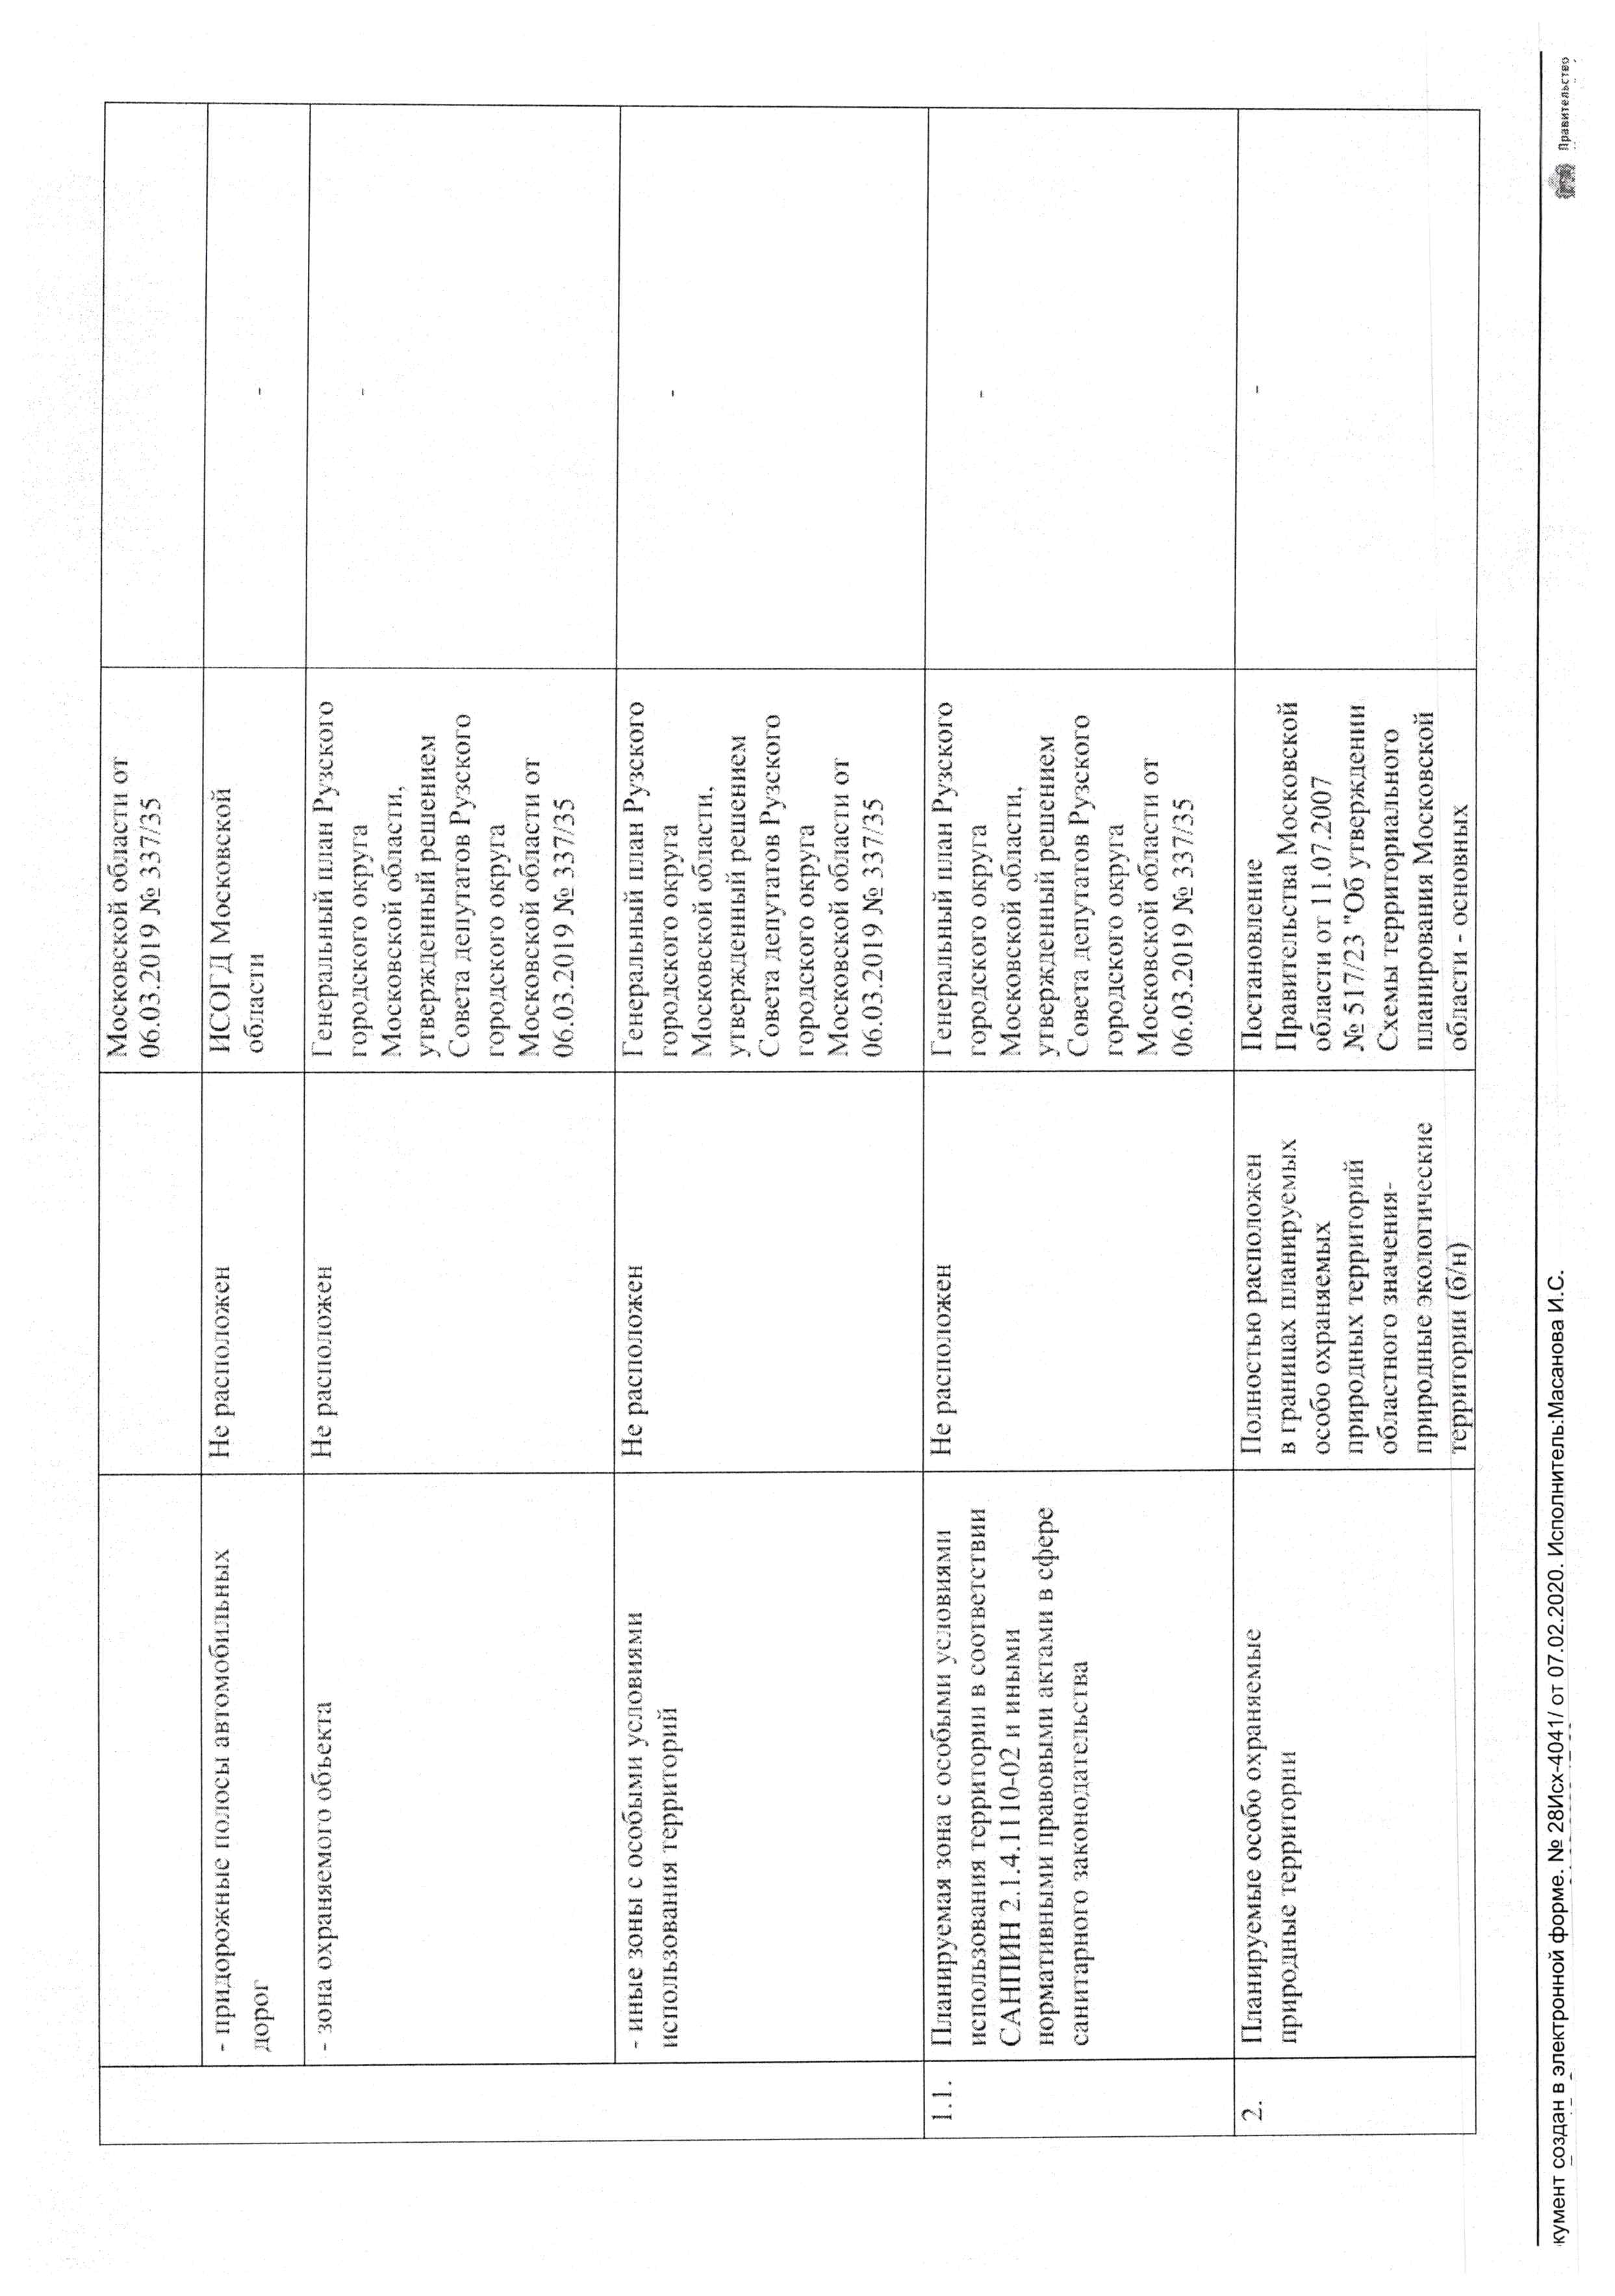 Московской области от
06.03.2019 № 337/35
- придорожные полосы автомобильных
дорог
Не расположен
ИСОГД Московской
области
-
- зона охраняемого объекта
Не расположен
Генеральный план Рузского
городского округа
Московской области,
утвержденный решением
Совета депутатов Рузского
городского округа
Московской области от
06.03.2019 № 337/35
-
- иные зоны с особыми условиями
использования территорий
Не расположен
Генеральный план Рузского
городского округа
Московской области,
утвержденный решением
Совета депутатов Рузского
городского округа
Московской области от
06.03.2019 № 337/35
-
1.1.
Планируемая зона с особыми условиями
использования территории в соответствии
САНПИН 2.1.4.1110-02 и иными
нормативными правовыми актами в сфере
санитарного законодательства
Не расположен
Генеральный план Рузского
городского округа
Московской области,
утвержденный решением
Совета депутатов Рузского
городского округа
Московской области от
06.03.2019 № 337/35
-
2.
Планируемые особо охраняемые
природные территории
Полностью расположен
в границах планируемых
особо охраняемых
природных территорий
областного значения-
природные экологические
территории (б/н)
Постановление
Правительства Московской
области от 11.07.2007
№ 517/23 "Об утверждении
Схемы территориального
планирования Московской
области - основных
-
кумент создан в электронной форме. № 28Исх-4041/ от 07.02.2020. Исполнитель:Масанова И.С.
Правительство